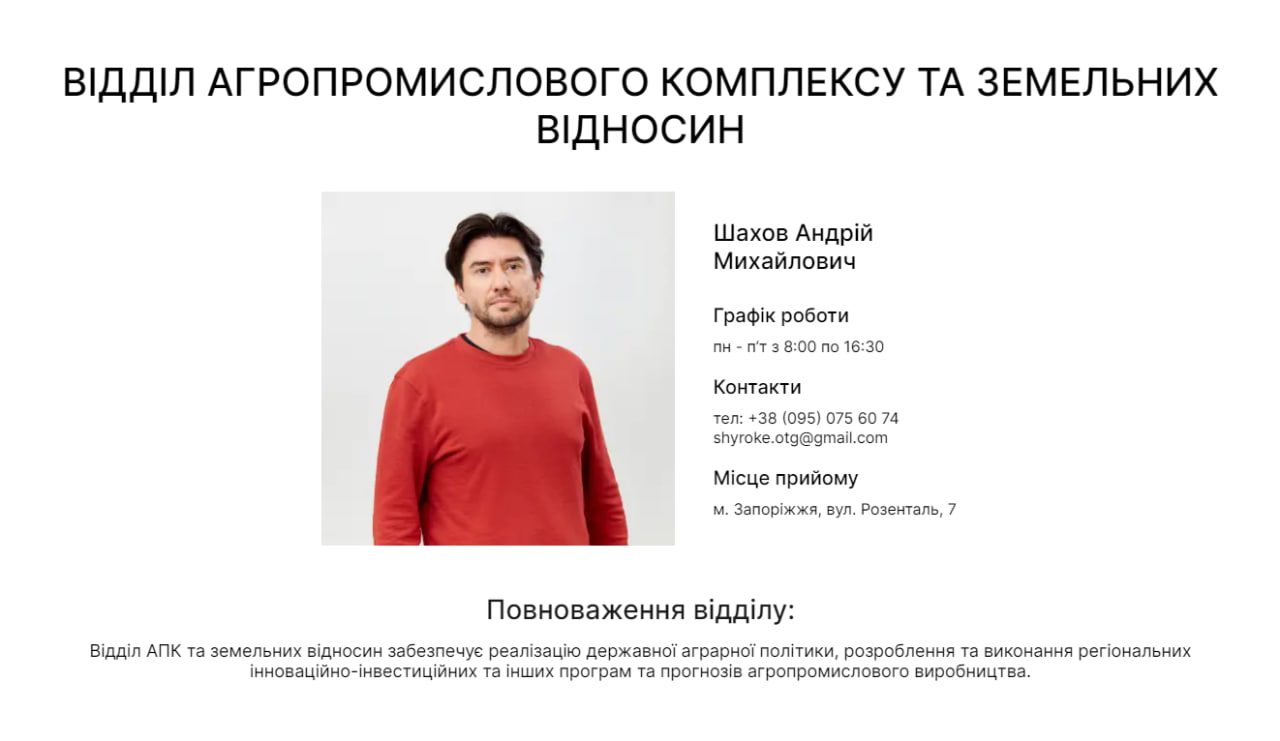 ВІДДІЛ АГРОПРОМИСЛОВОГО КОМПЛЕКСУ ТА ЗЕМЕЛЬНИХ
ВІДНОСИН
Шахов Андрій
Михайлович
Графік роботи
пн - п’т з 8:00 по 16:30
Контакти
тел: +38 (095) 075 60 74
shyroke.otg@gmail.com
Місце прийому
м. Запоріжжя, вул. Розенталь, 7
Повноваження відділу:
Відділ АПК та земельних відносин забезпечує реалізацію державної аграрної політики, розроблення та виконання регіональних
інноваційно-інвестиційних та інших програм та прогнозів агропромислового виробництва.